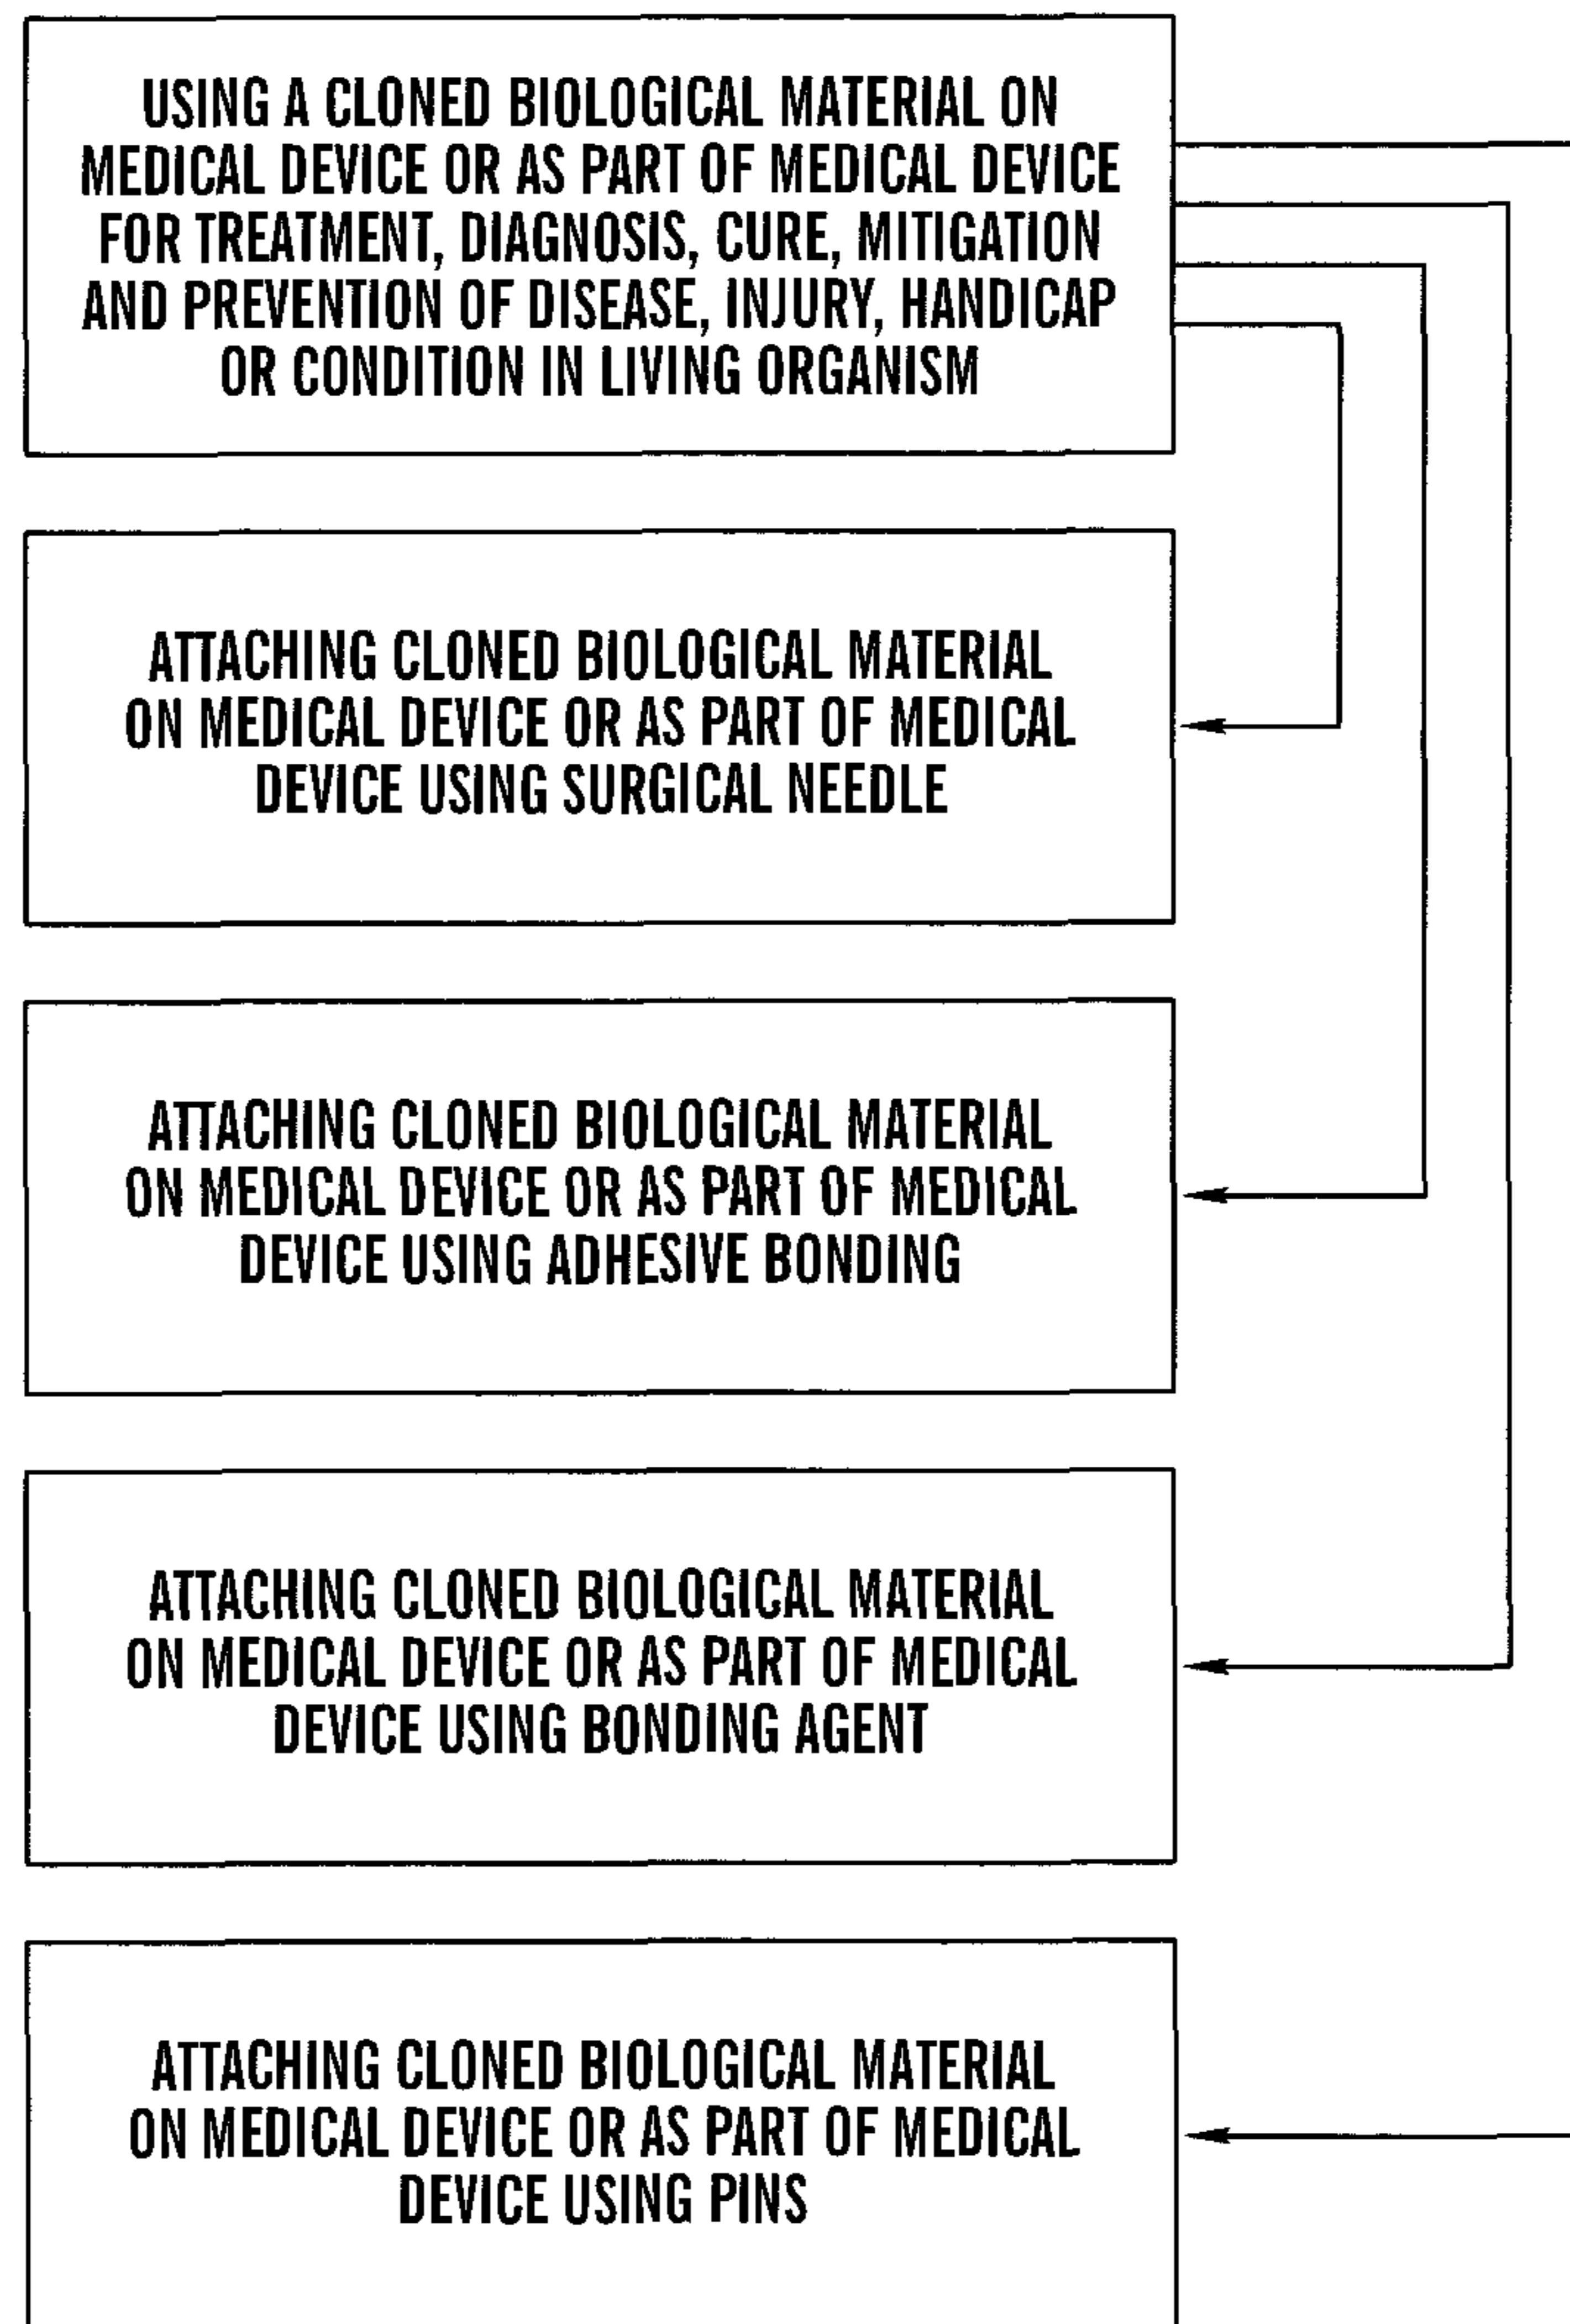 USING A CLONED BIOLOGICAL MATERIAL ON
MEDICAL DEVICE OR AS PART OF MEDICAL DEVICE
FOR TREATMENT, DIAGNOSIS, CURE, MITIGATION
AND PREVENTION OF DISEASE, INJURY, HANDICAP
OR CONDITION IN LIVING ORGANISM
ATTACHING CLONED BIOLOGICAL MATERIAL
ON MEDICAL DEVICE OR AS PART OF MEDICAL
DEVICE USING SURGICAL NEEDLE
ATTACHING CLONED BIOLOGICAL MATERIAL
ON MEDICAL DEVICE OR AS PART OF MEDICAL
DEVICE USING ADHESIVE BONDING
ATTACHING CLONED BIOLOGICAL MATERIAL
ON MEDICAL DEVICE OR AS PART OF MEDICAL
DEVICE USING BONDING AGENT
ATTACHING CLONED BIOLOGICAL MATERIAL
ON MEDICAL DEVICE OR AS PART OF MEDICAL
DEVICE USING PINS